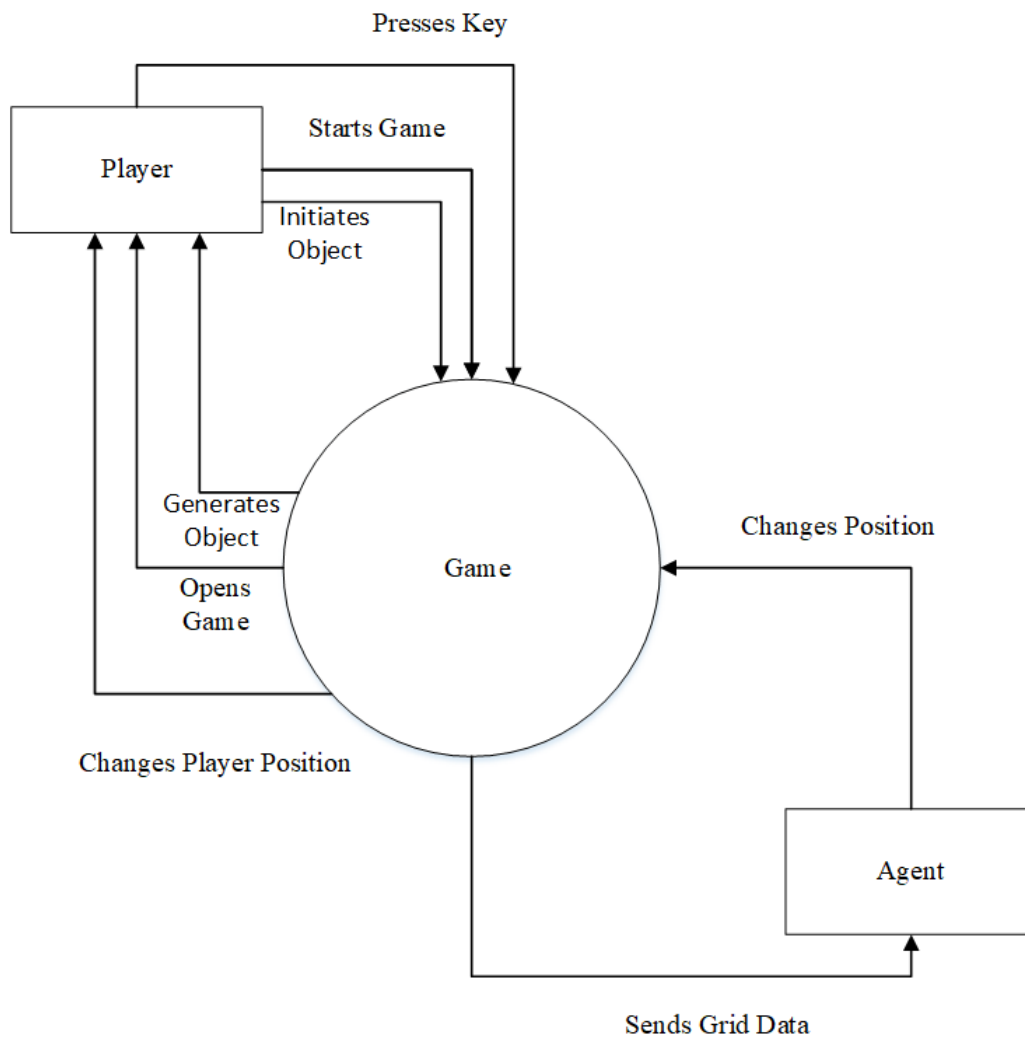 Presses Key
Starts Game
Player
Initiates
Object
Generates
Object
Changes Position
Game
Opens
Game
Changes Player Position
Agent
Sends Grid Data